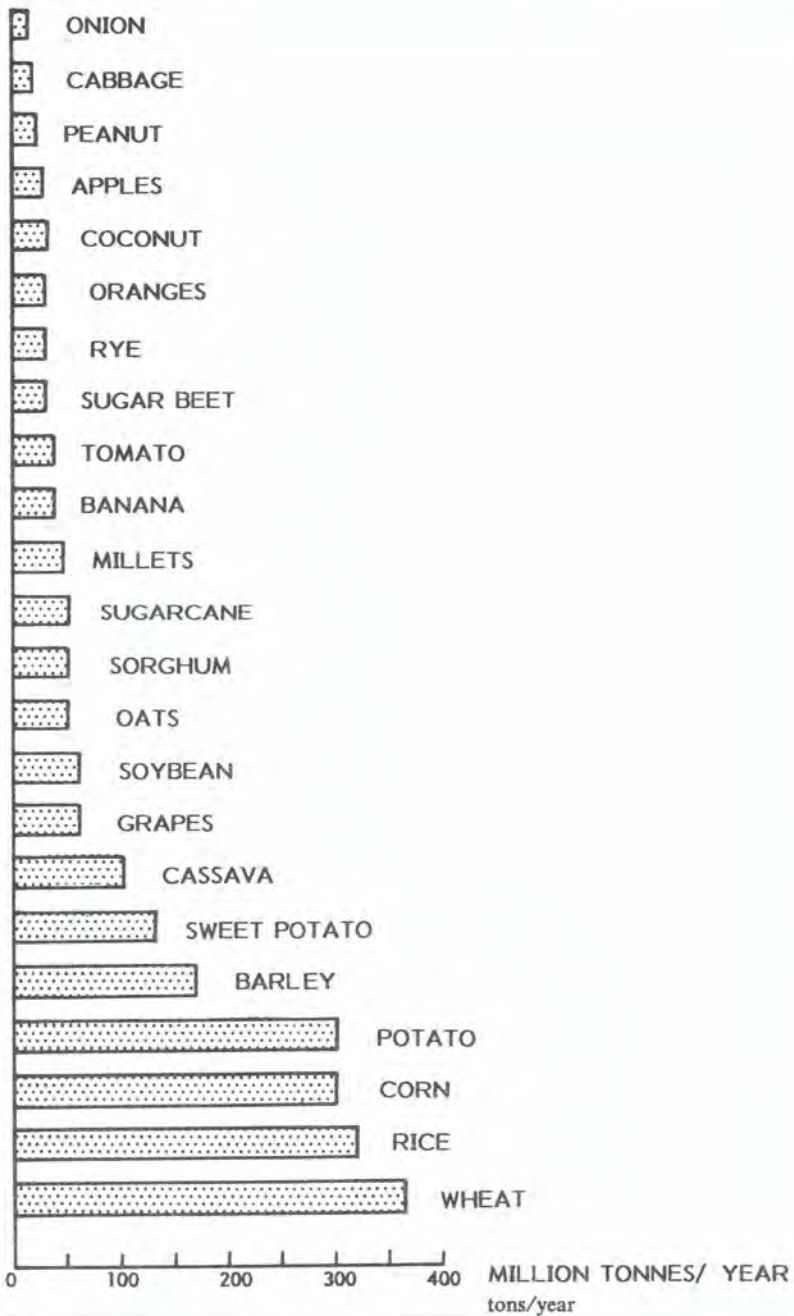 ONION
CABBAGE
PEANUT
APPLES
COCONUT
ORANGES
RYE
SUGAR BEET
TOMATO
BANANA
MILLETS
SUGARCANE
SORGHUM
OATS
SOYBEAN
GRAPES
CASSAVA
SWEET POTATO
BARLEY
POTATO
CORN
RICE
WHEAT
0 100 200 300 400 MILLION TONNES/ YEAR
tons/year